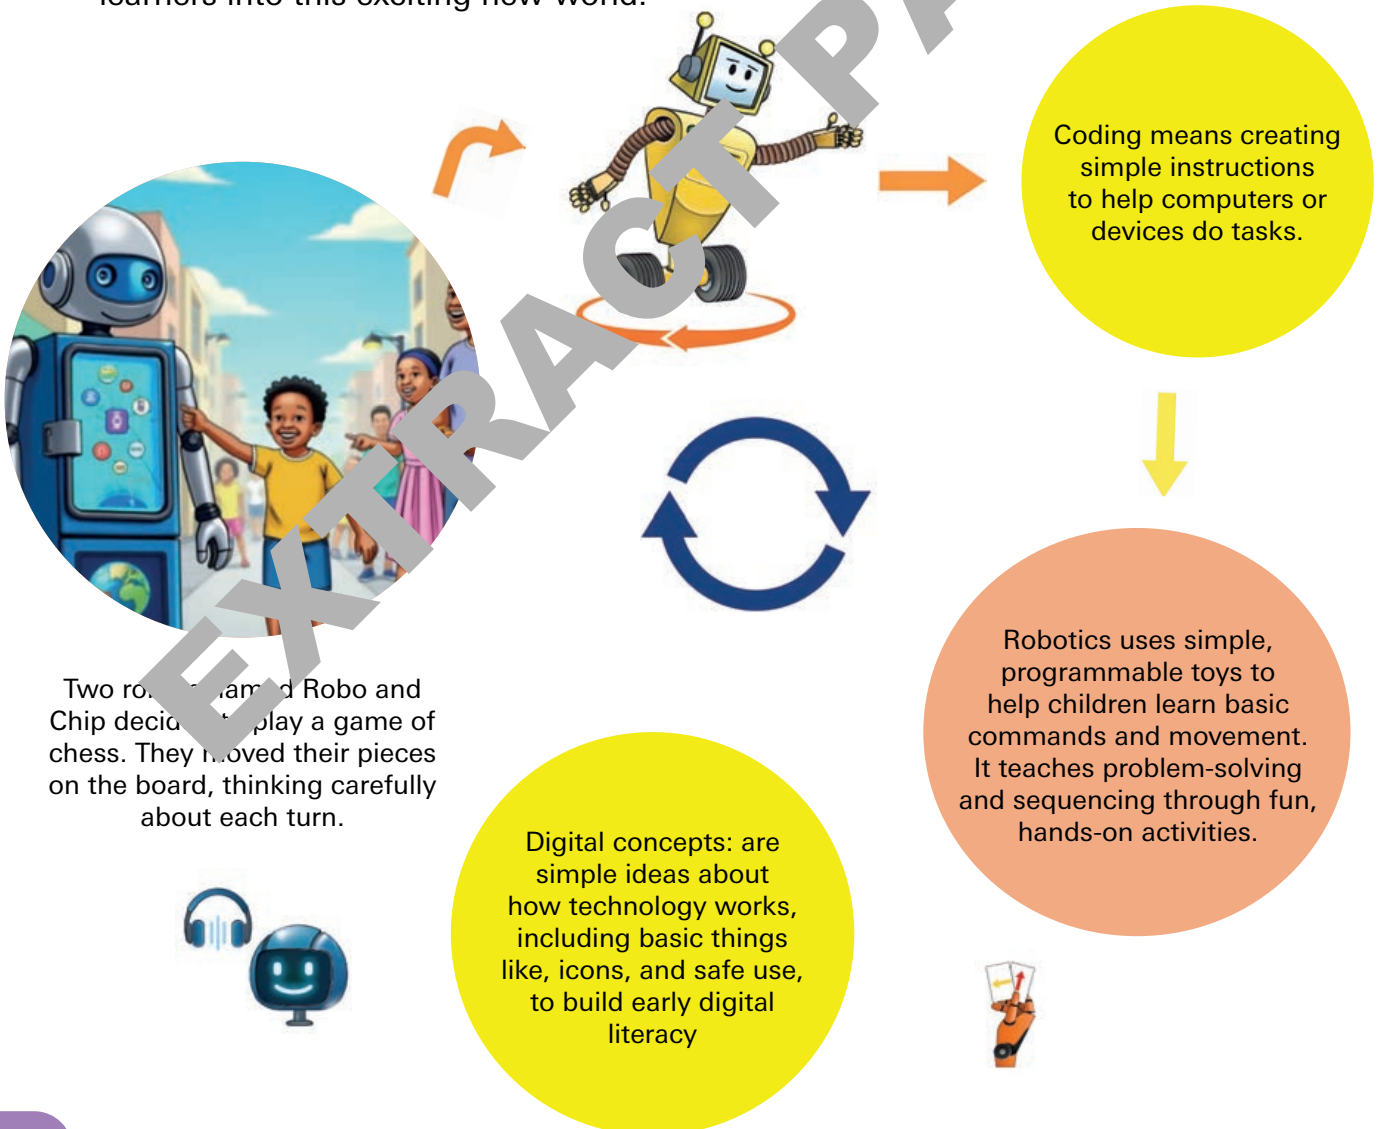 learners into this exciting new world.
Coding means creating
simple instructions
to help computers or
devices do tasks.
Robotics uses simple,
programmable toys to
help children learn basic
commands and movement.
It teaches problem-solving
and sequencing through fun,
hands-on activities.
Two named Robo and
Chip play a game of
chess. They moved their pieces
on the board, thinking carefully
about each turn.
Digital concepts: are
simple ideas about
how technology works,
including basic things
like, icons, and safe use,
to build early digital
literacy
EXTRACT PA